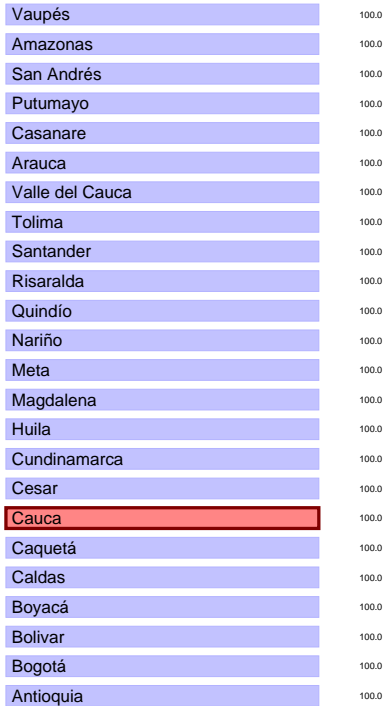 Vaupés 100.0
Amazonas 100.0
San Andrés 100.0
Putumayo 100.0
Casanare 100.0
Arauca 100.0
Valle del Cauca 100.0
Tolima 100.0
Santander 100.0
Risaralda 100.0
Quindío 100.0
Nariño 100.0
Meta 100.0
Magdalena 100.0
Huila 100.0
Cundinamarca 100.0
Cesar 100.0
Cauca 100.0
Caquetá 100.0
Caldas 100.0
Boyacá 100.0
Bolivar 100.0
Bogotá 100.0
Antioquia 100.0